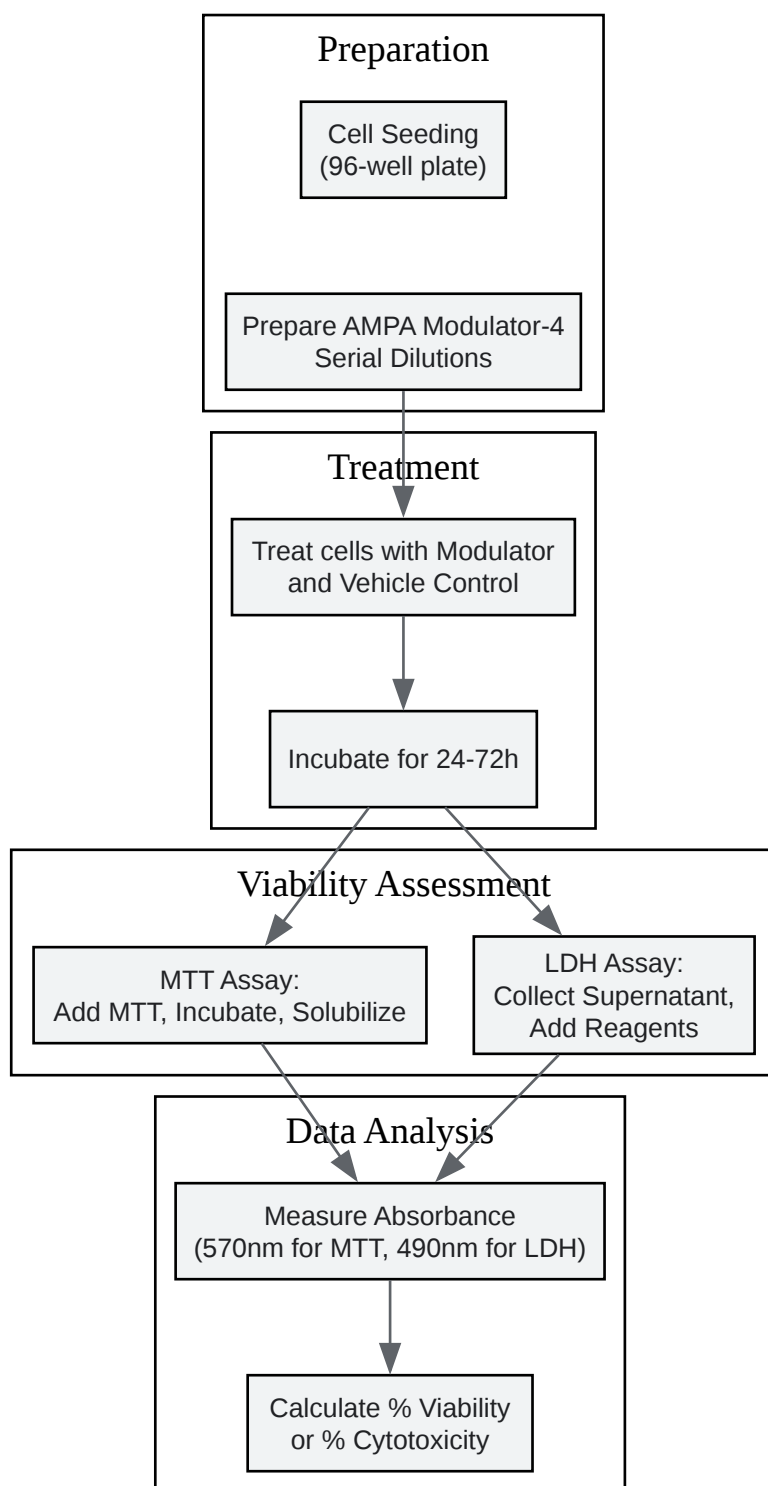 Preparation
Cell Seeding
(96-well plate)
Prepare AMPA Modulator-4
Serial Dilutions
Treatment
Treat cells with Modulator
and Vehicle Control
Incubate for 24-72h
Viability Assessment
MTT Assay:
Add MTT, Incubate, Solubilize
LDH Assay:
Collect Supernatant,
Add Reagents
Data Analysis
Measure Absorbance
(570nm for MTT, 490nm for LDH)
Calculate % Viability
or % Cytotoxicity